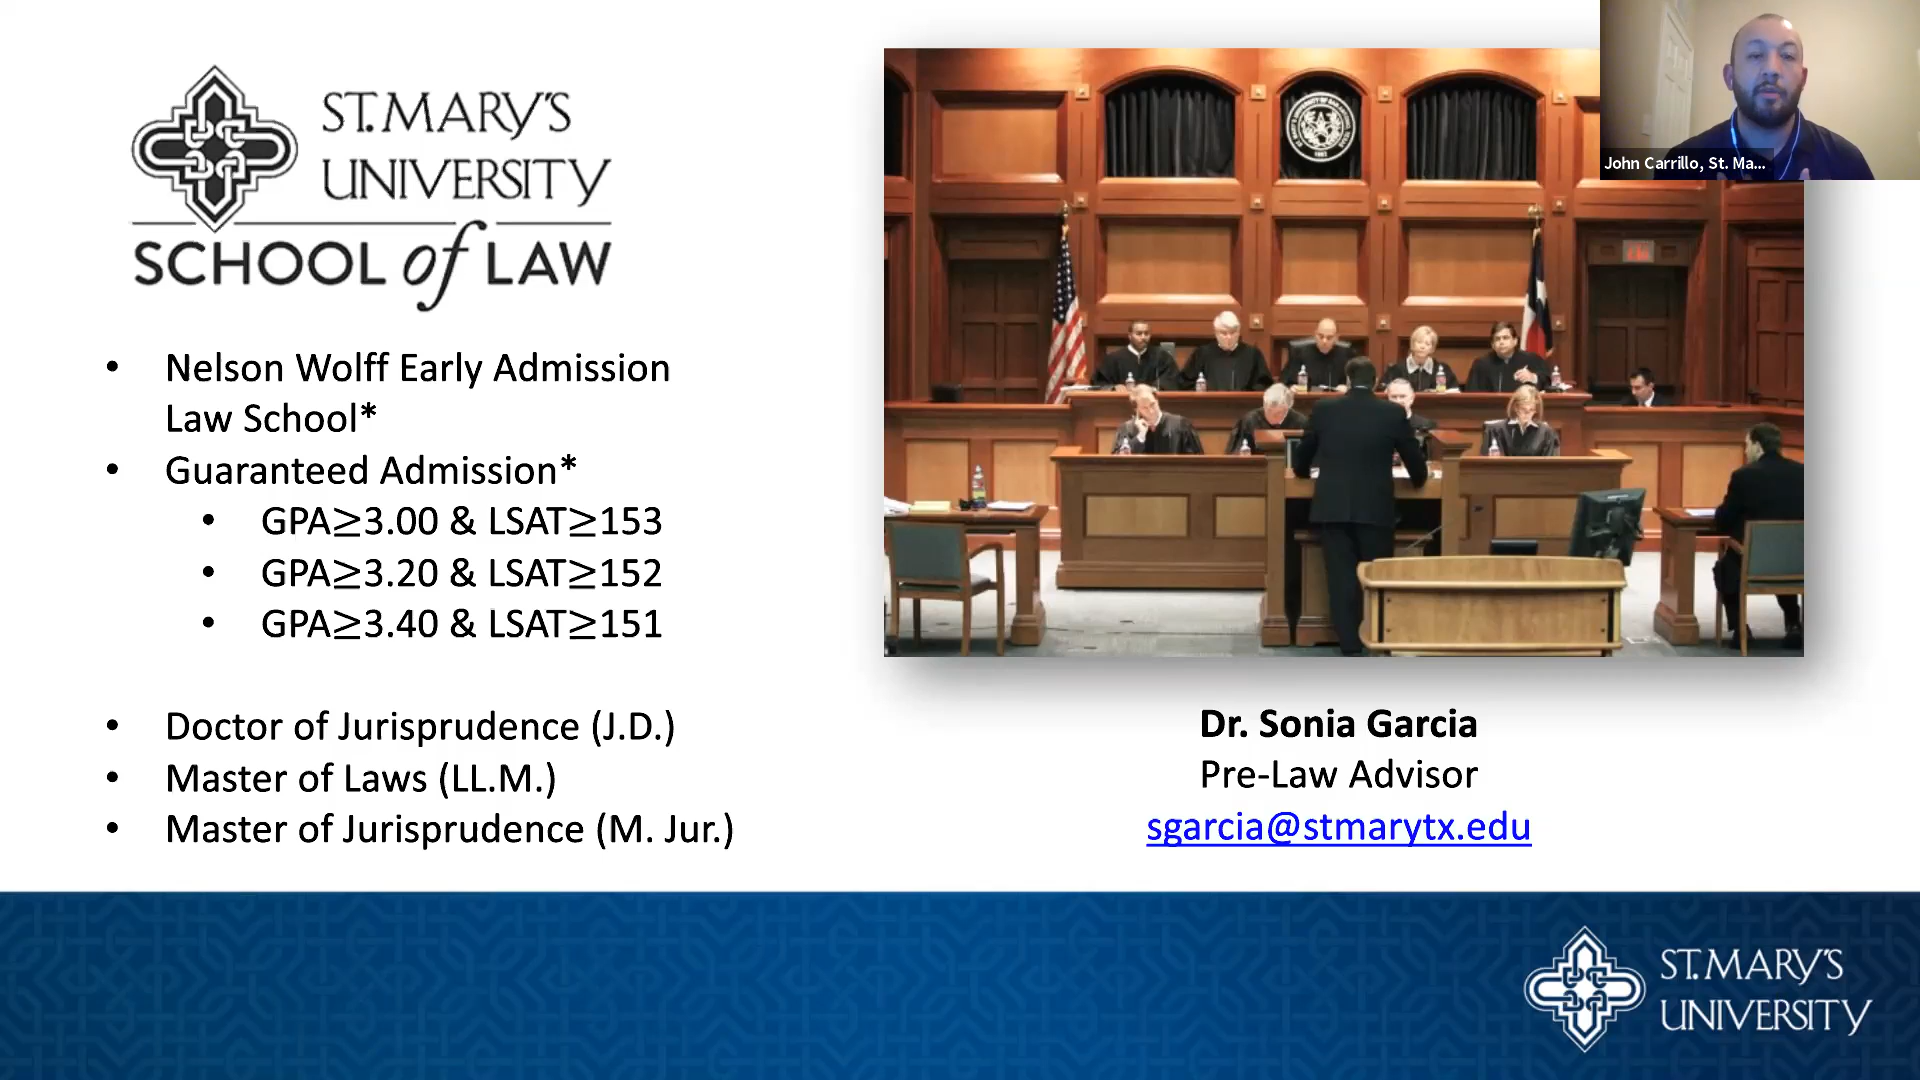 ST. MARY'S
UNIVERSITY
SCHOOL of LAW
• Nelson Wolff Early Admission
Law School*
• Guaranteed Admission*
• GPA≥3.00 & LSAT≥153
• GPA≥3.20 & LSAT≥152
• GPA≥3.40 & LSAT≥151
• Doctor of Jurisprudence (J.D.)
• Master of Laws (LL.M.)
• Master of Jurisprudence (M. Jur.)
John Carrillo, St. Ma...
Dr. Sonia Garcia
Pre-Law Advisor
sgarcia@stmarytx.edu
ST. MARY'S
UNIVERSITY